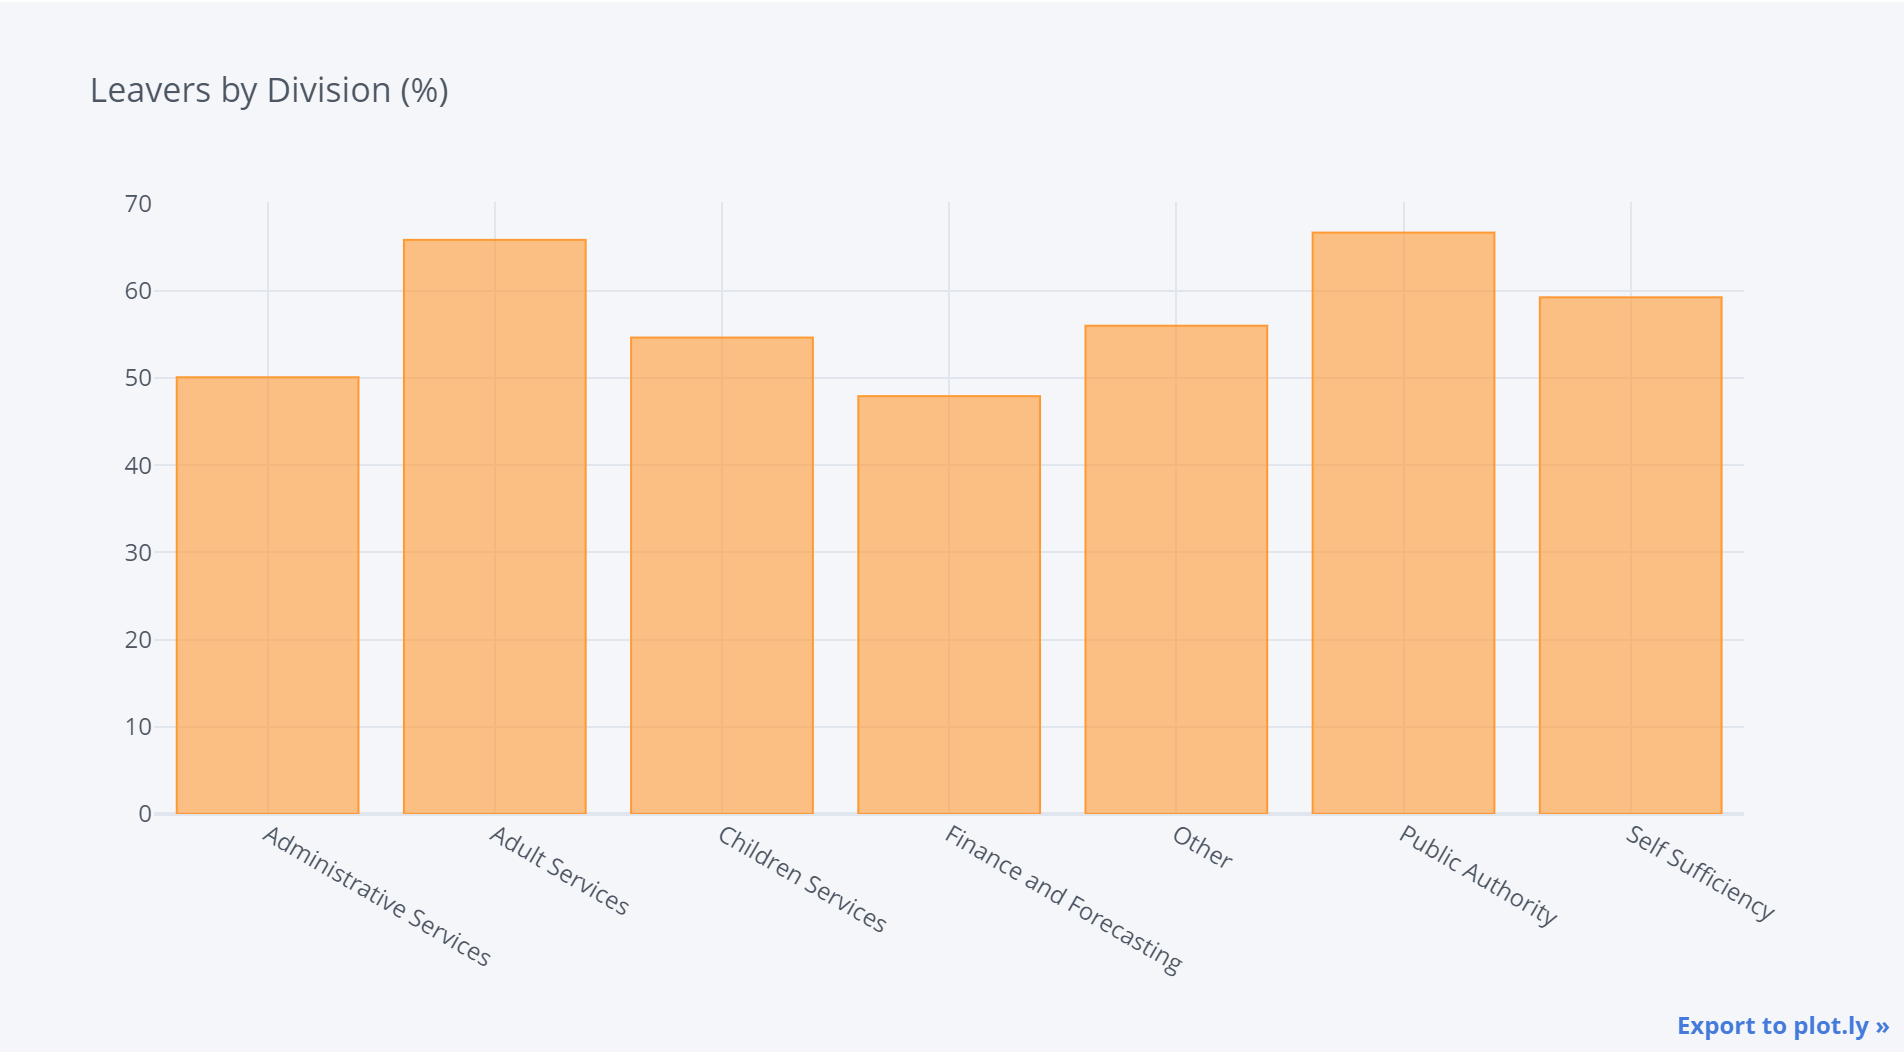 Leavers by Division (%)
70
60
50
40
30
20
10
0
Administrative Services
Adult Services
Children Services
Finance and Forecasting
Other
Public Authority
Self Sufficiency
Export to plot.ly »